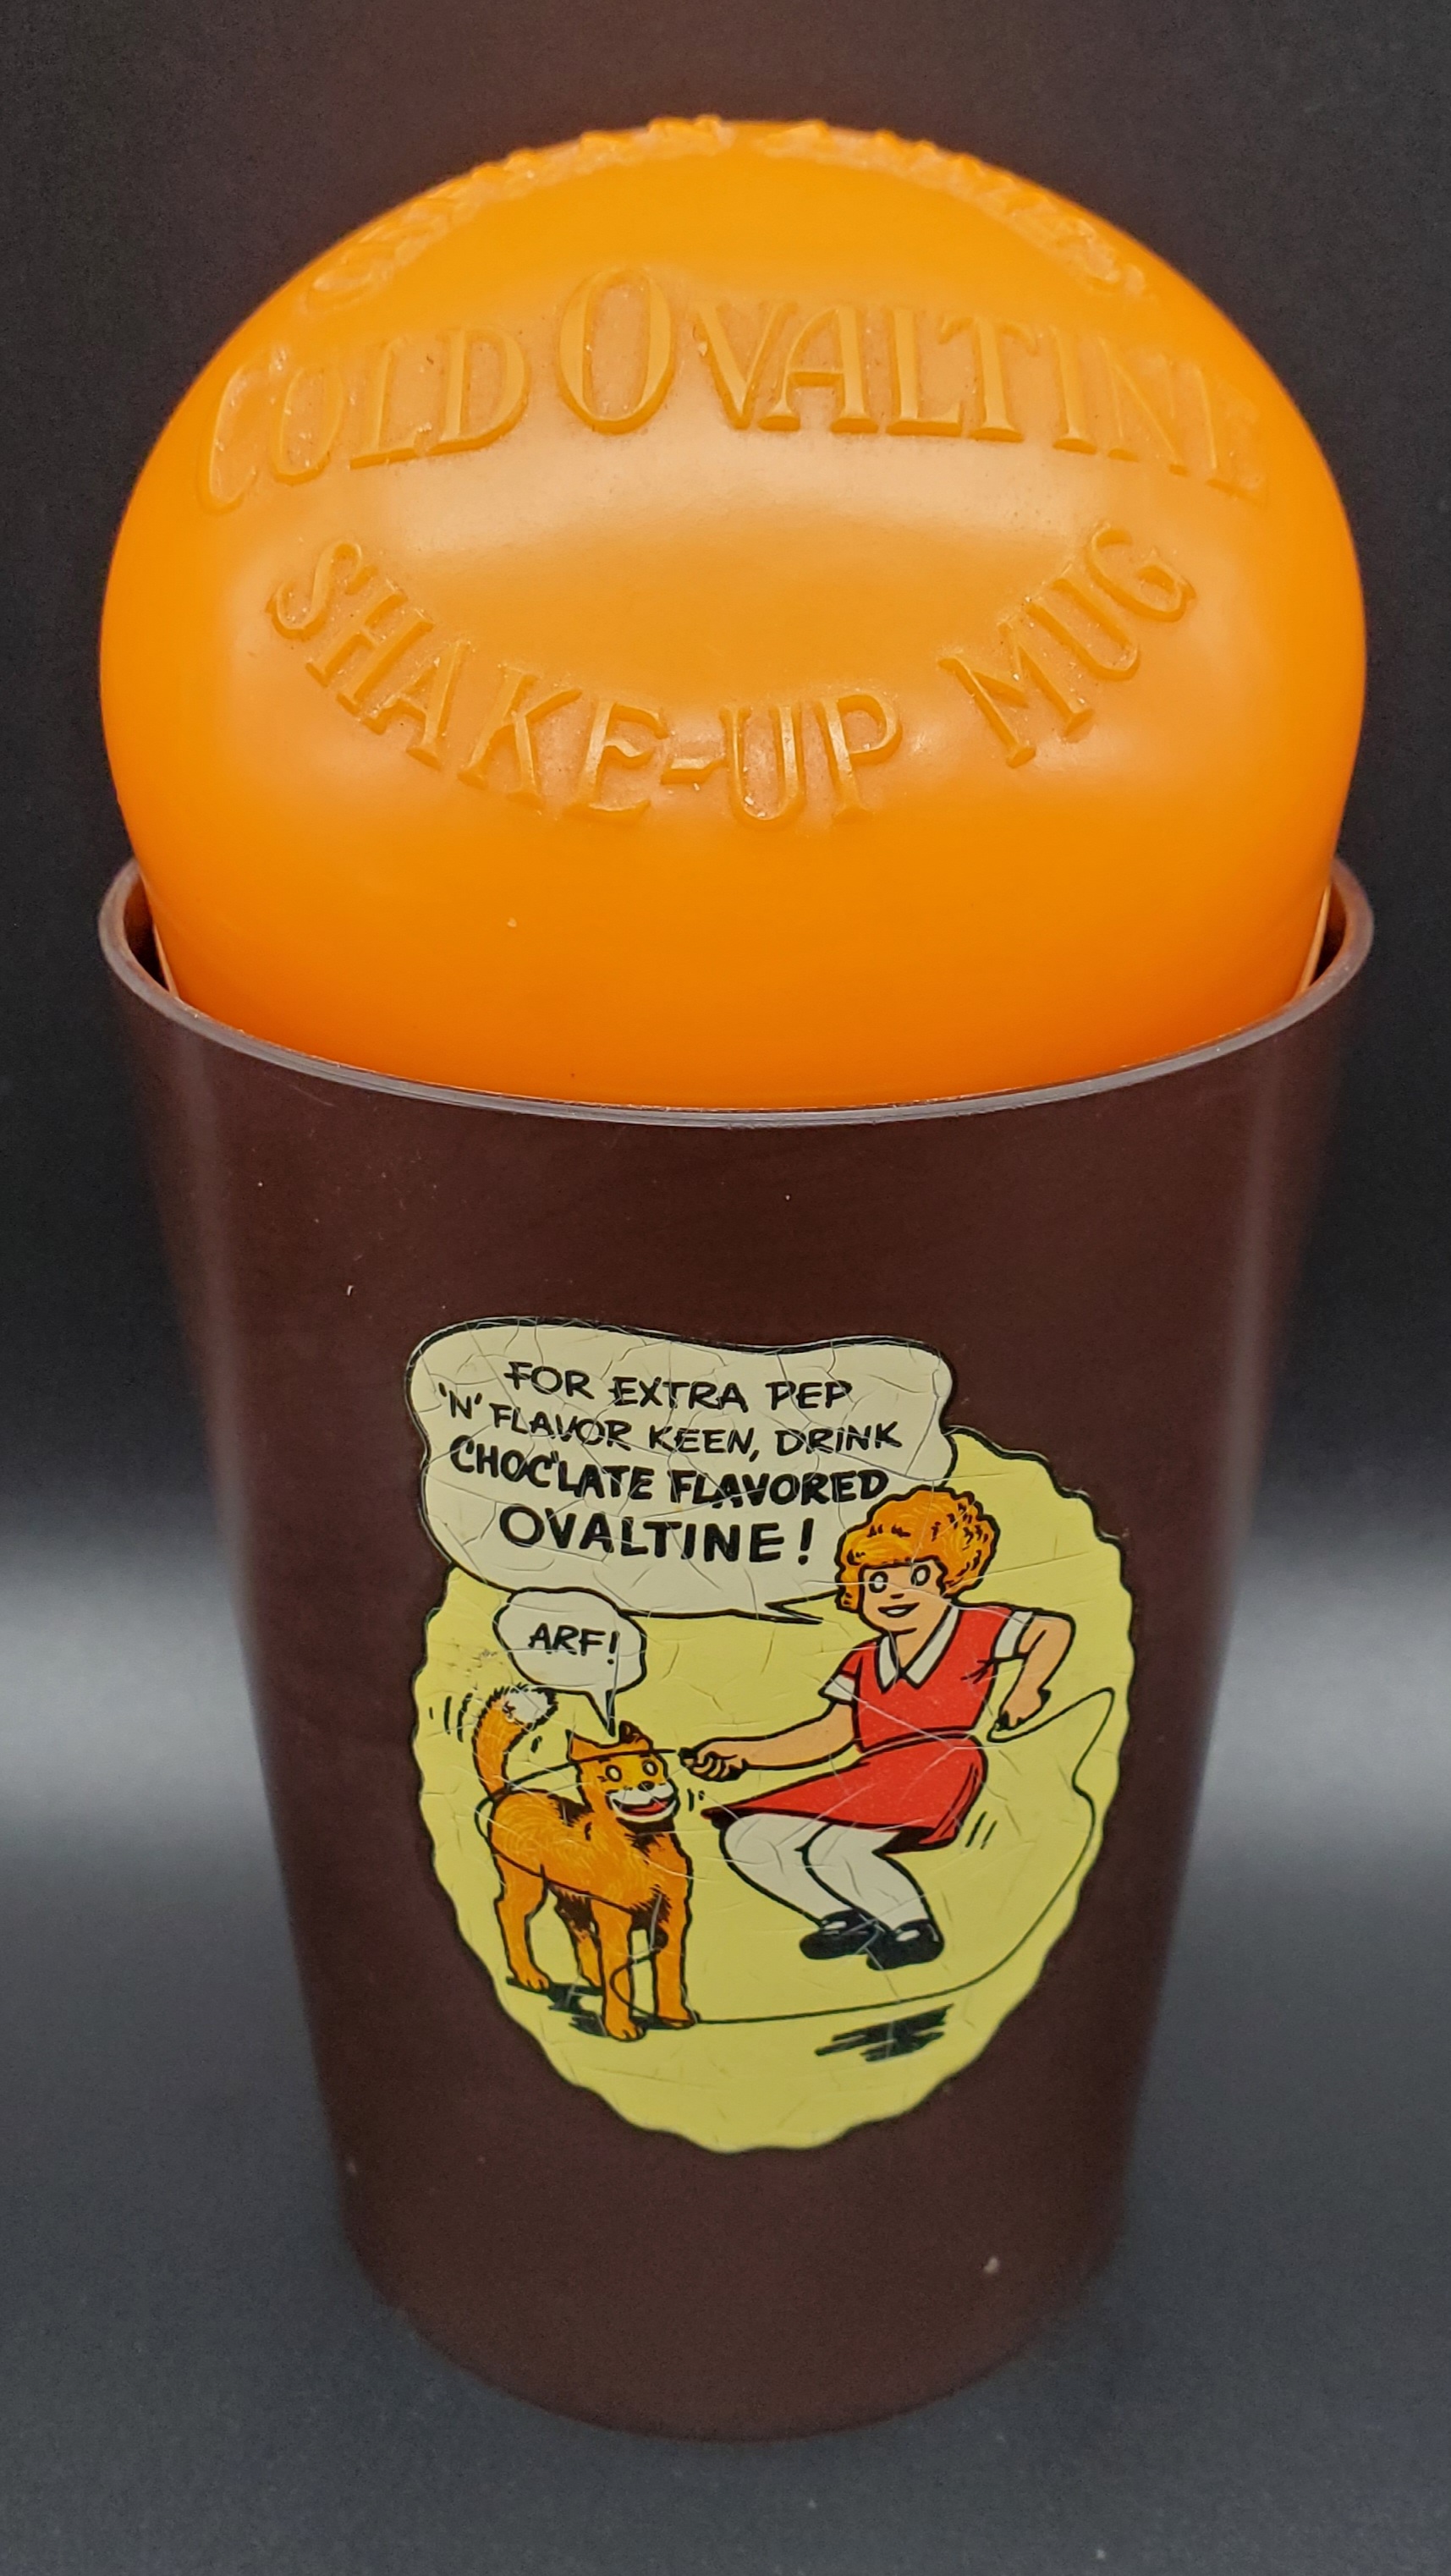 COLD OVALTINE
SHAKE-UP MUG
FOR EXTRA PEP
'N' FLAVOR KEEN, DRINK
CHOC'LATE FLAVORED
OVALTINE!
ARF!